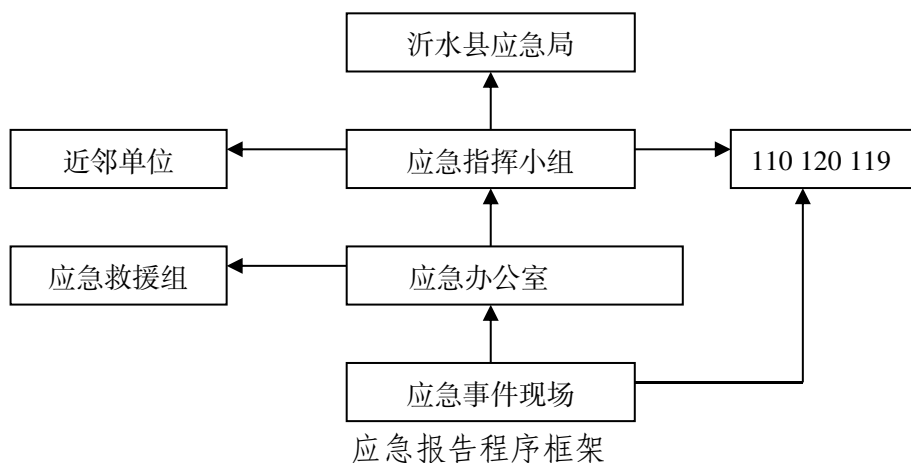 沂水县应急局
近邻单位
应急指挥小组
110 120 119
应急救援组
应急办公室
应急事件现场
应急报告程序框架